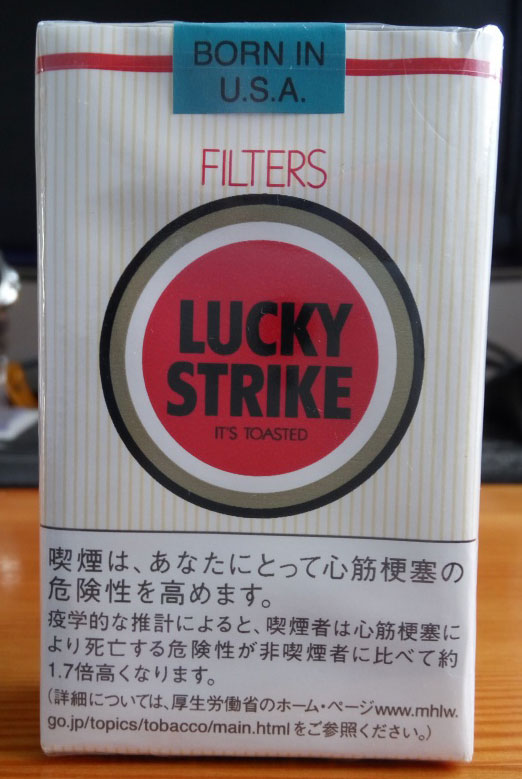 BORN IN
U.S.A.
FILTERS
LUCKY
STRIKE
IT'S TOASTED
喫煙は、あなたにとって心筋梗塞の
危険性を高めます。
疫学的な推計によると、喫煙者は心筋梗塞に
より死亡する危険性が非喫煙者に比べて約
1.7倍高くなります。
(詳細については、厚生労働省のホーム・ページwww.mhlw.
go.jp/topics/tobacco/main.htmlをご参照ください。)